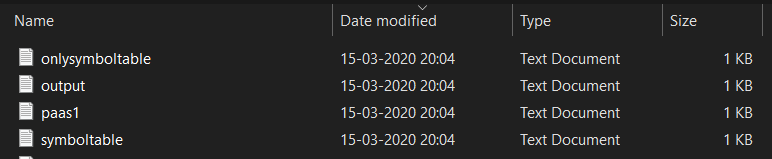 Name Date modified Type Size
onlysymboltable 15-03-2020 20:04 Text Document 1 KB
output 15-03-2020 20:04 Text Document 1 KB
paas1 15-03-2020 20:04 Text Document 1 KB
symboltable 15-03-2020 20:04 Text Document 1 KB